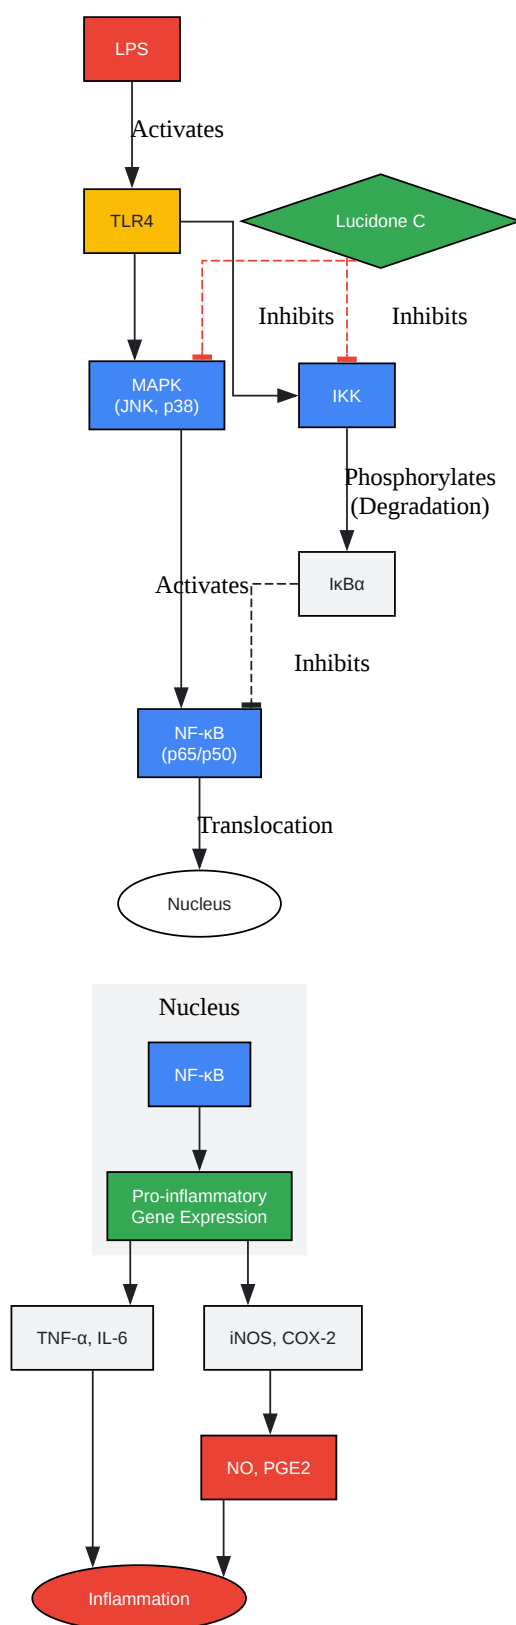 LPS
Activates
TLR4
Lucidone C
Inhibits
Inhibits
MAPK
(JNK, p38)
IKK
Phosphorylates
(Degradation)
IκBα
Activates
Inhibits
NF-κB
(p65/p50)
Translocation
Nucleus
Nucleus
NF-κB
Pro-inflammatory
Gene Expression
TNF-α, IL-6
iNOS, COX-2
NO, PGE2
Inflammation